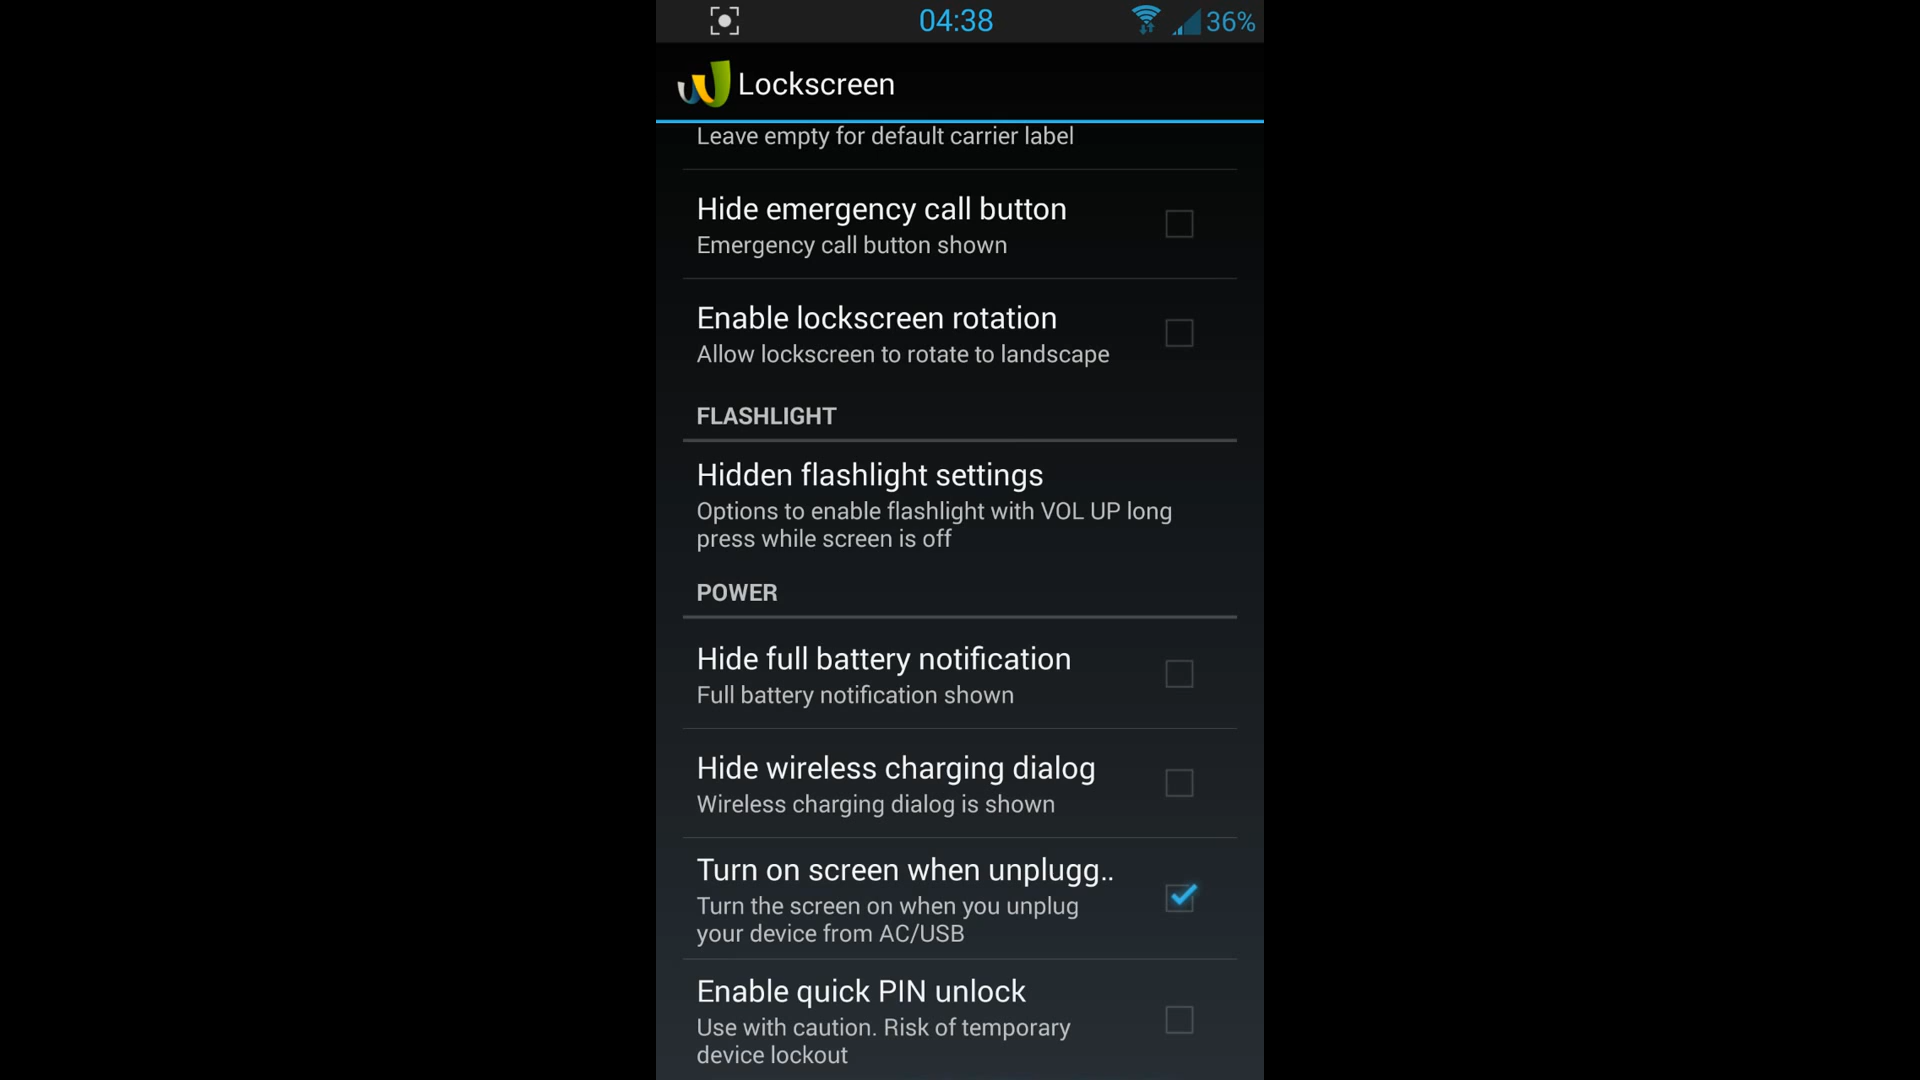 04:38
36%
Lockscreen
Leave empty for default carrier label
Hide emergency call button
Emergency call button shown
Enable lockscreen rotation
Allow lockscreen to rotate to landscape
FLASHLIGHT
Hidden flashlight settings
Options to enable flashlight with VOL UP long
press while screen is off
POWER
Hide full battery notification
Full battery notification shown
Hide wireless charging dialog
Wireless charging dialog is shown
Turn on screen when unplugg..
Turn the screen on when you unplug
your device from AC/USB
Enable quick PIN unlock
Use with caution. Risk of temporary
device lockout